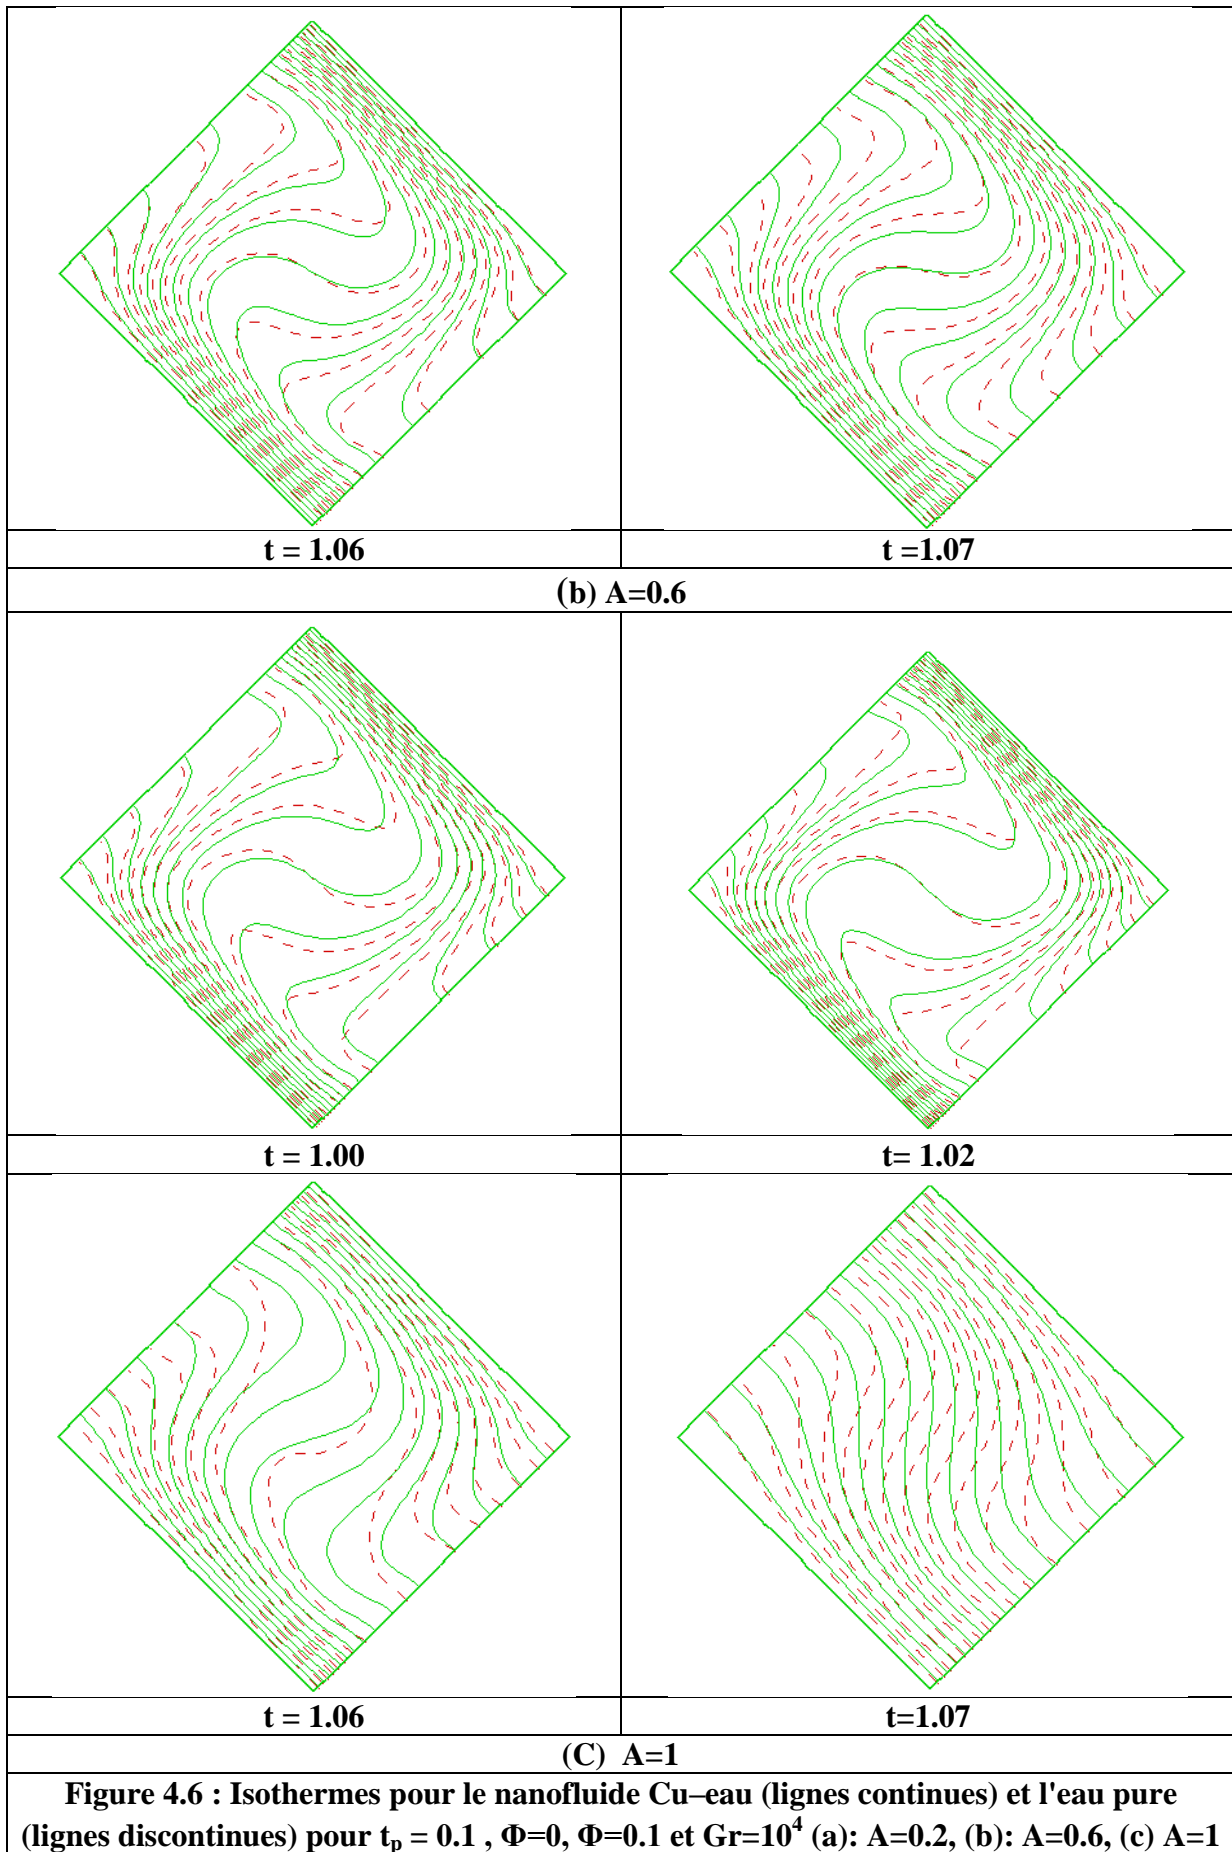 t = 1.06
t =1.07
(b) A=0.6
t = 1.00
t= 1.02
t = 1.06
t=1.07
(C) A=1
Figure 4.6 : Isothermes pour le nanofluide Cu–eau (lignes continues) et l'eau pure
(lignes discontinues) pour tₚ = 0.1 , Φ=0, Φ=0.1 et Gr=10⁴ (a): A=0.2, (b): A=0.6, (c) A=1